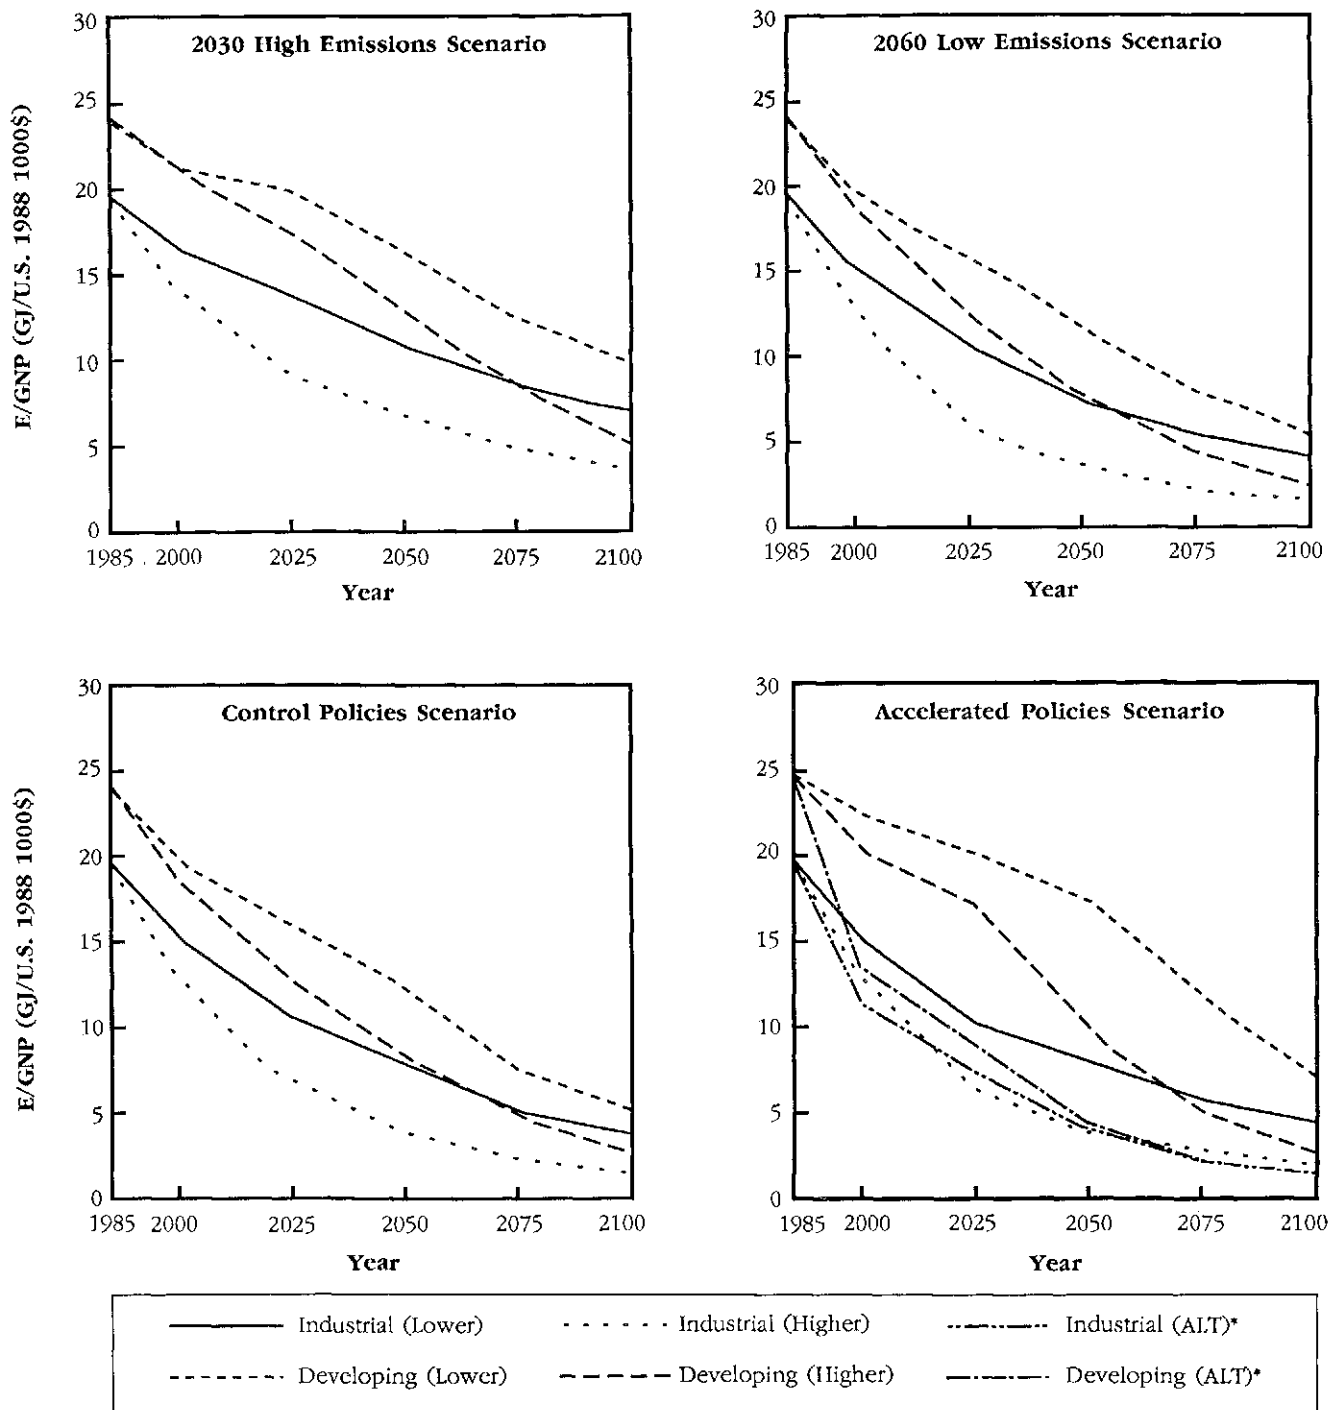 2030 High Emissions Scenario
E/GNP (GJ/U.S. 1988 1000$)
30
25
20
15
10
5
0
1985 2000 2025 2050 2075 2100
Year
2060 Low Emissions Scenario
30
25
20
15
10
5
0
1985 2000 2025 2050 2075 2100
Year
Control Policies Scenario
E/GNP (GJ/U.S. 1988 1000$)
30
25
20
15
10
5
0
1985 2000 2025 2050 2075 2100
Year
Accelerated Policies Scenario
30
25
20
15
10
5
0
1985 2000 2025 2050 2075 2100
Year
Industrial (Lower) Industrial (Higher) Industrial (ALT)*
Developing (Lower) Developing (Higher) Developing (ALT)*